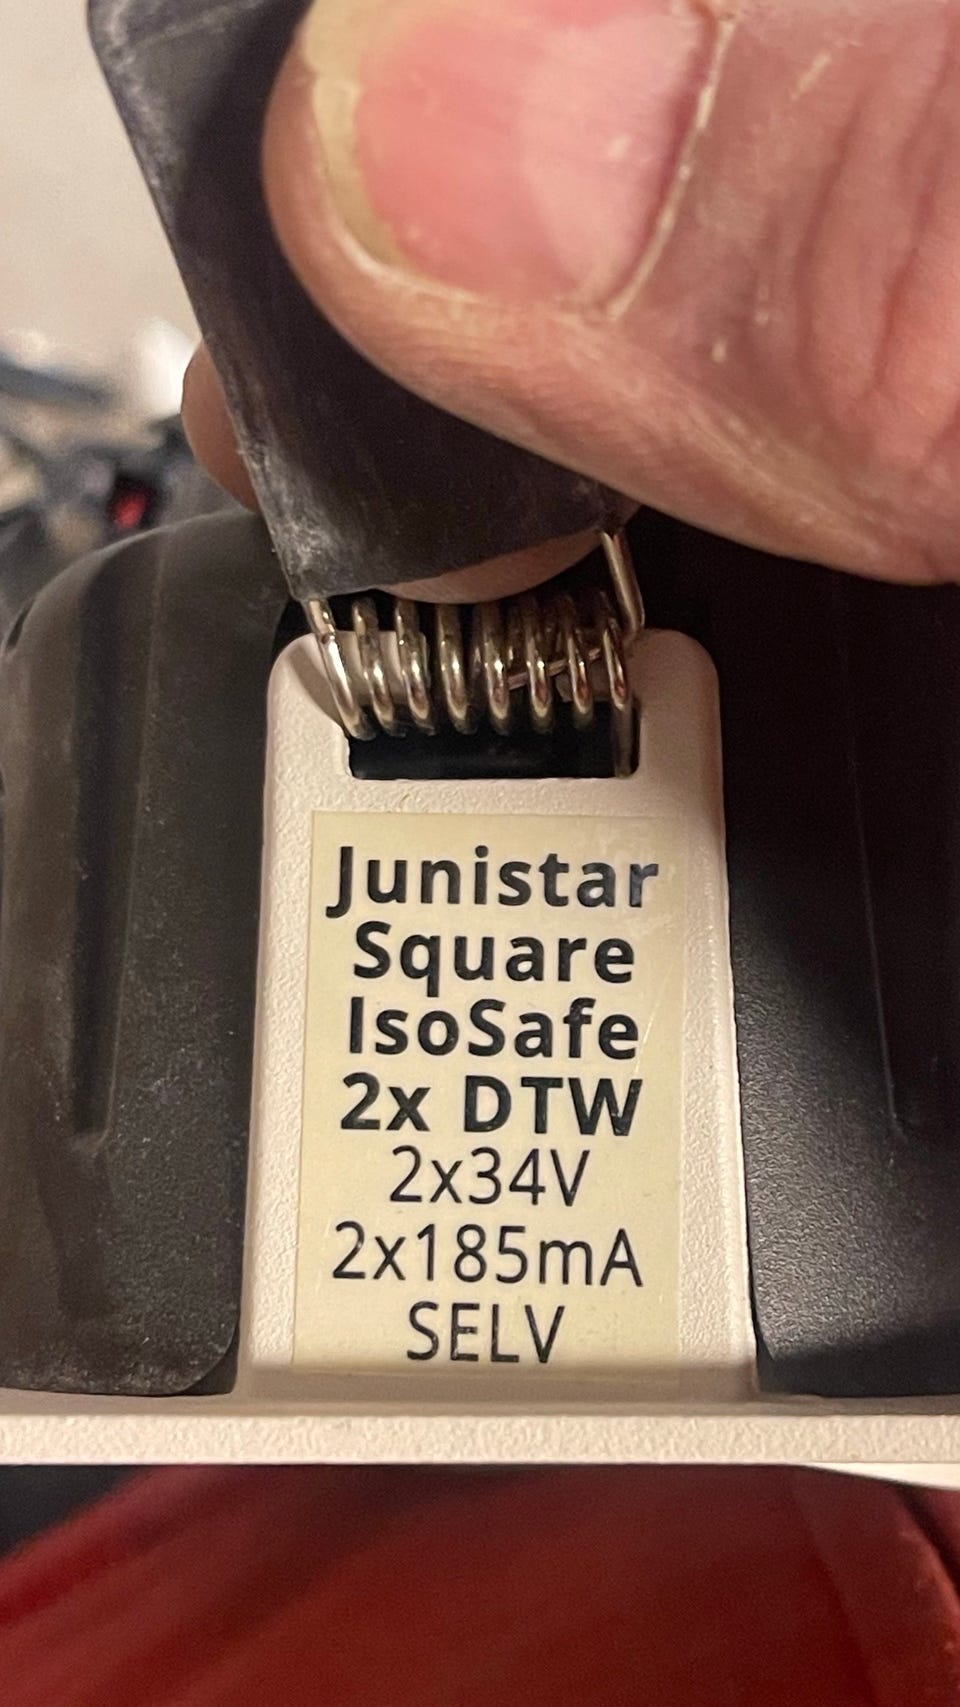 Junistar
Square
IsoSafe
2x DTW
2x34V
2x185mA
SELV